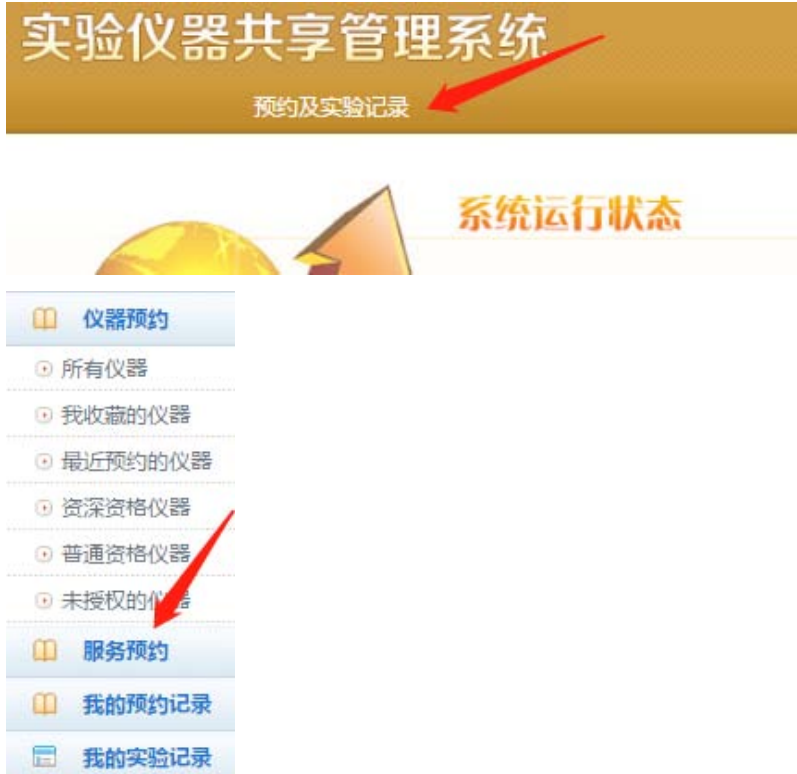 实验仪器共享管理系统
预约及实验记录
系统运行状态
仪器预约
所有仪器
我收藏的仪器
最近预约的仪器
资深资格仪器
普通资格仪器
未授权的仪器
服务预约
我的预约记录
我的实验记录